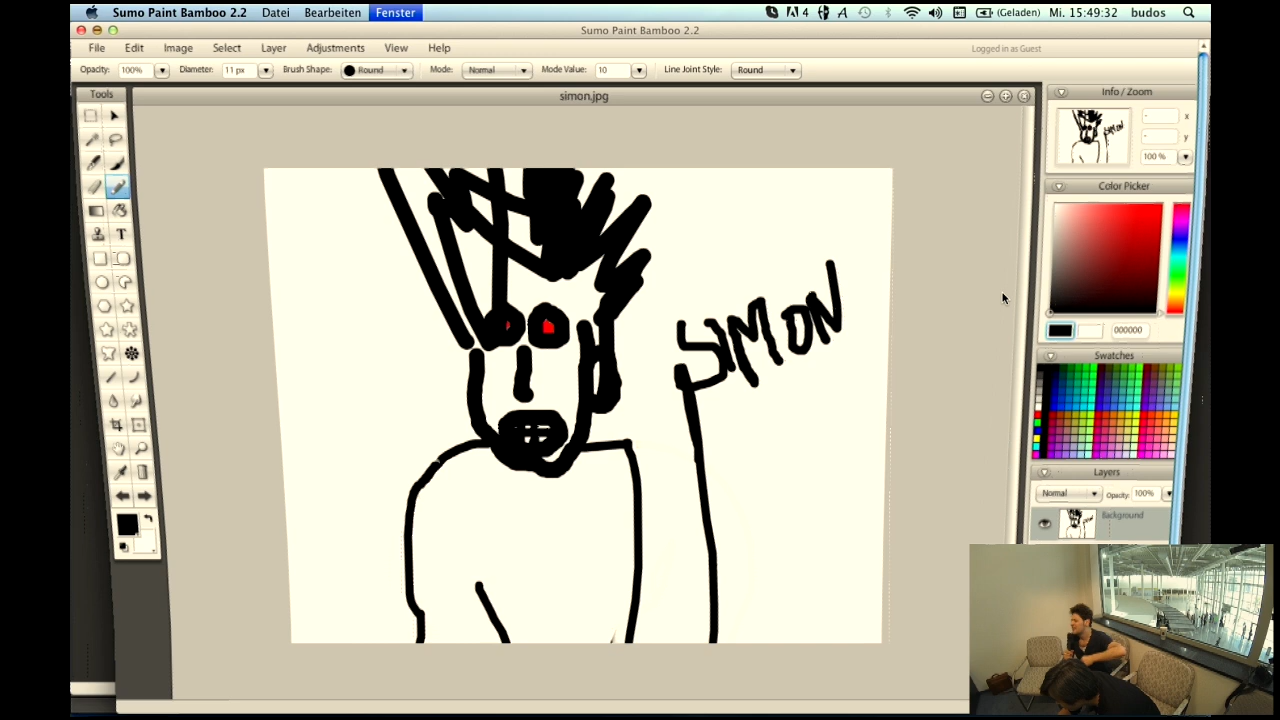 Sumo Paint Bamboo 2.2 Datei Bearbeiten Fenster 4 (Geladen) Mi. 15:49:32 budos
Sumo Paint Bamboo 2.2
File Edit Image Select Layer Adjustments View Help Logged in as Guest
Opacity: 100% Diameter: 11 px Brush Shape: Round Mode: Normal Mode Value: 10 Line Joint Style: Round
Tools
simon.jpg
Info / Zoom
x
y
100 %
Color Picker
000000
Swatches
Layers
Normal Opacity: 100%
Background
SIMON
T